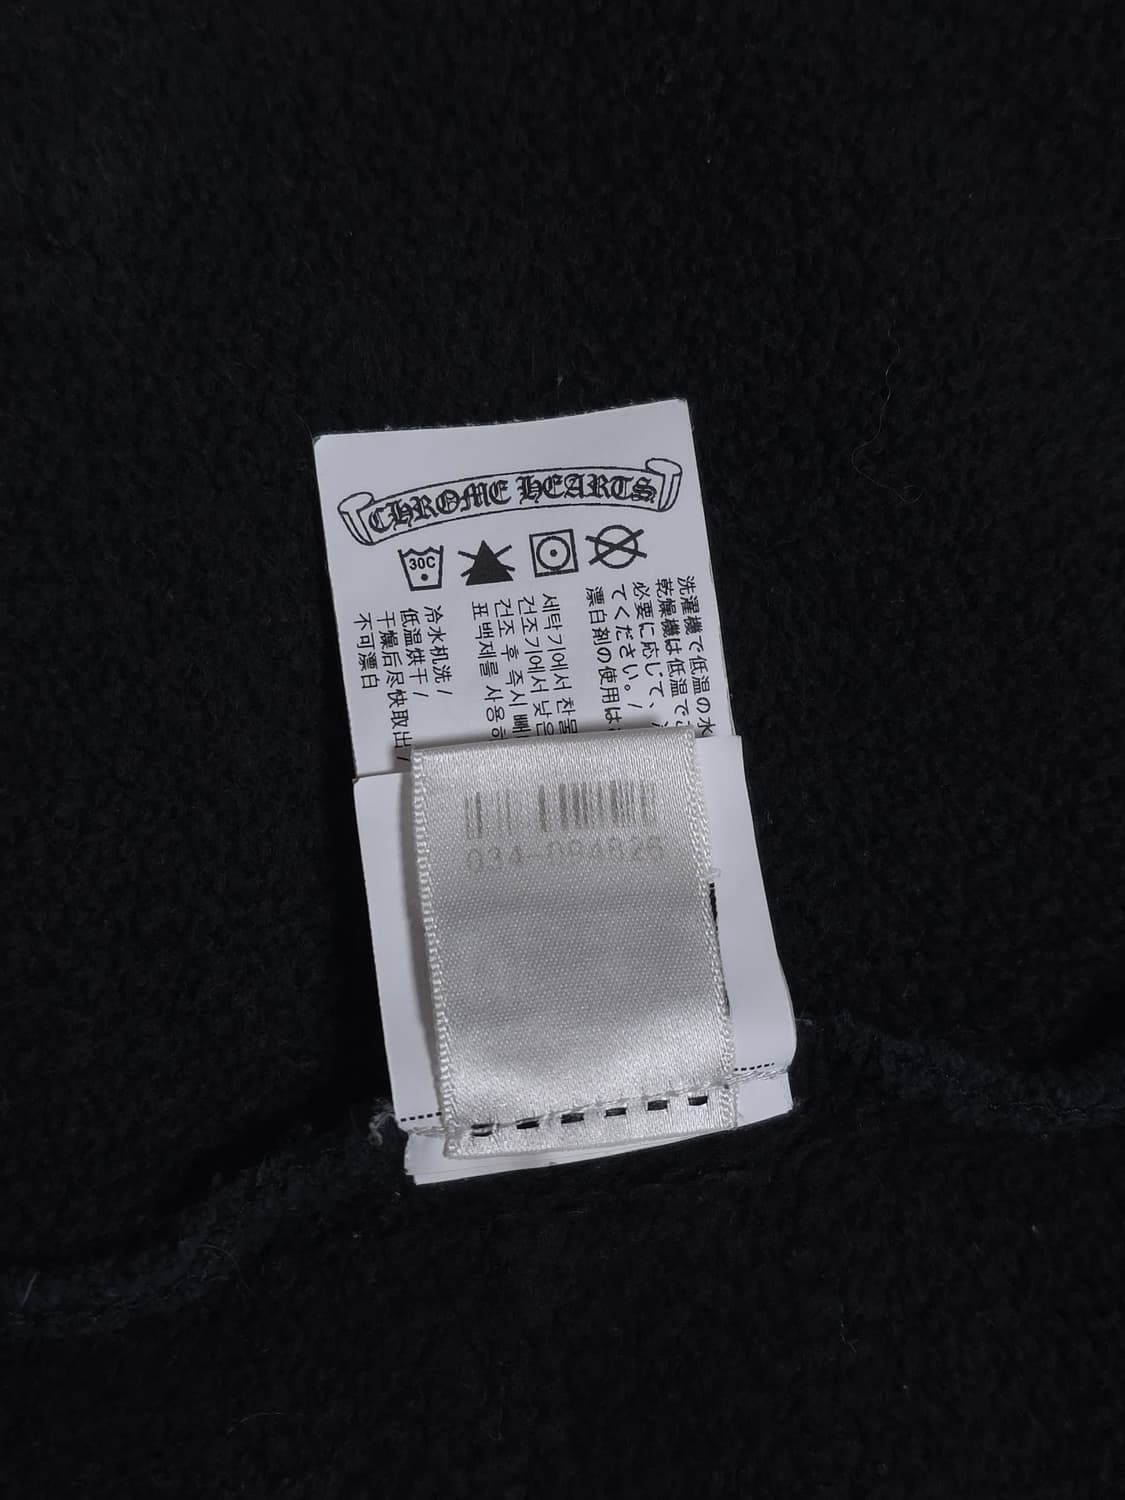 CHROME HEARTS
30C
洗濯機で低温の水
乾燥機は低温で
必要に応じて、
てください。/
漂白剤の使用は
세탁기에서 찬물
건조기에서 낮은
건조 후 즉시 빼
표백제를 사용하
冷水机洗/
低温烘干/
干燥后尽快取出/
不可漂白
034-094826